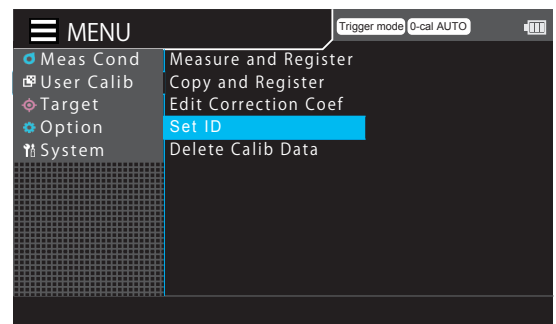 MENU
Trigger mode 0-cal AUTO
Meas Cond
User Calib
Target
Option
System
Measure and Register
Copy and Register
Edit Correction Coef
Set ID
Delete Calib Data